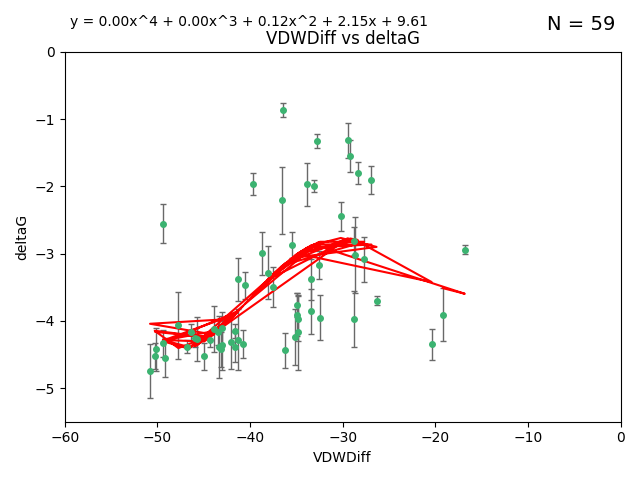 y = 0.00x^4 + 0.00x^3 + 0.12x^2 + 2.15x + 9.61
N = 59
VDWDiff vs deltaG
0
−1
−2
−3
−4
−5
deltaG
−60 −50 −40 −30 −20 −10 0
VDWDiff